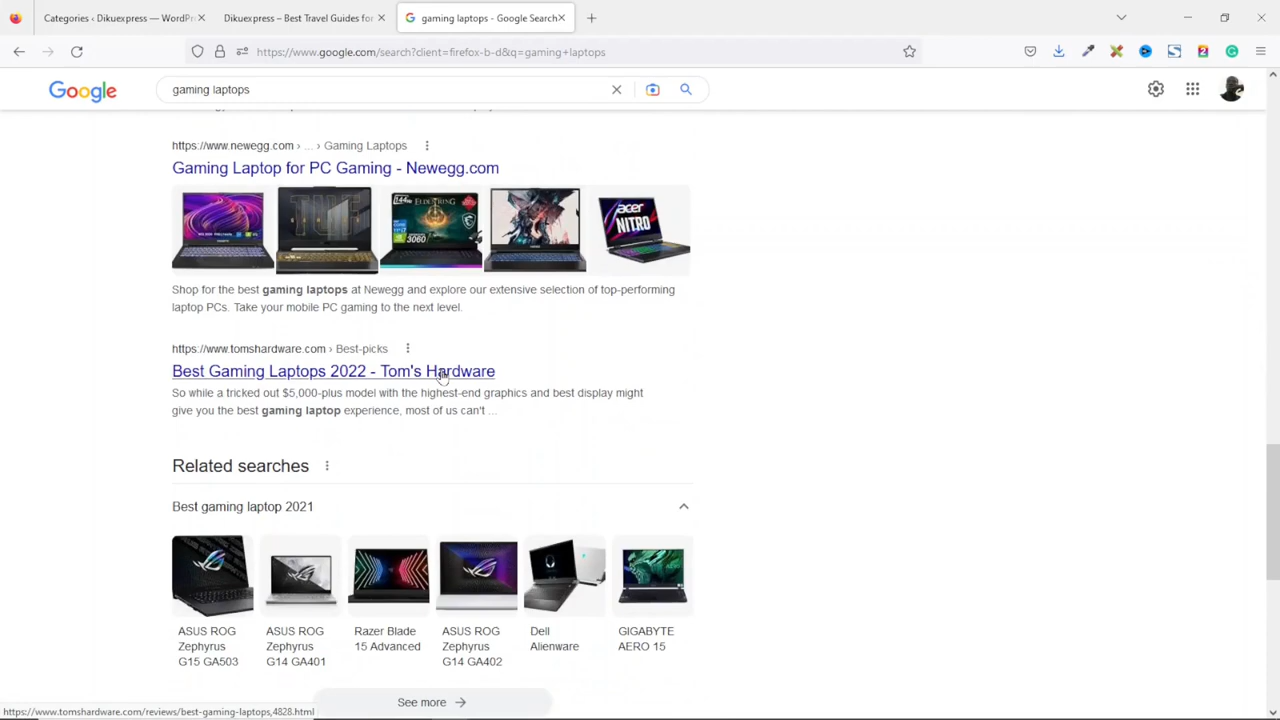 Categories ‹ Dikuexpress — WordPr
Dikuexpress – Best Travel Guides for
gaming laptops - Google Search
https://www.google.com/search?client=firefox-b-d&q=gaming+laptops
Google
gaming laptops
https://www.newegg.com › ... › Gaming Laptops
Gaming Laptop for PC Gaming - Newegg.com
144Hz
ELDEN RING
3060
acer
NITRO
Shop for the best gaming laptops at Newegg and explore our extensive selection of top-performing
laptop PCs. Take your mobile PC gaming to the next level.
https://www.tomshardware.com › Best-picks
Best Gaming Laptops 2022 - Tom's Hardware
So while a tricked out $5,000-plus model with the highest-end graphics and best display might
give you the best gaming laptop experience, most of us can't ...
Related searches
Best gaming laptop 2021
ASUS ROG
Zephyrus
G15 GA503
ASUS ROG
Zephyrus
G14 GA401
Razer Blade
15 Advanced
ASUS ROG
Zephyrus
G14 GA402
Dell
Alienware
GIGABYTE
AERO 15
See more
https://www.tomshardware.com/reviews/best-gaming-laptops,4828.html